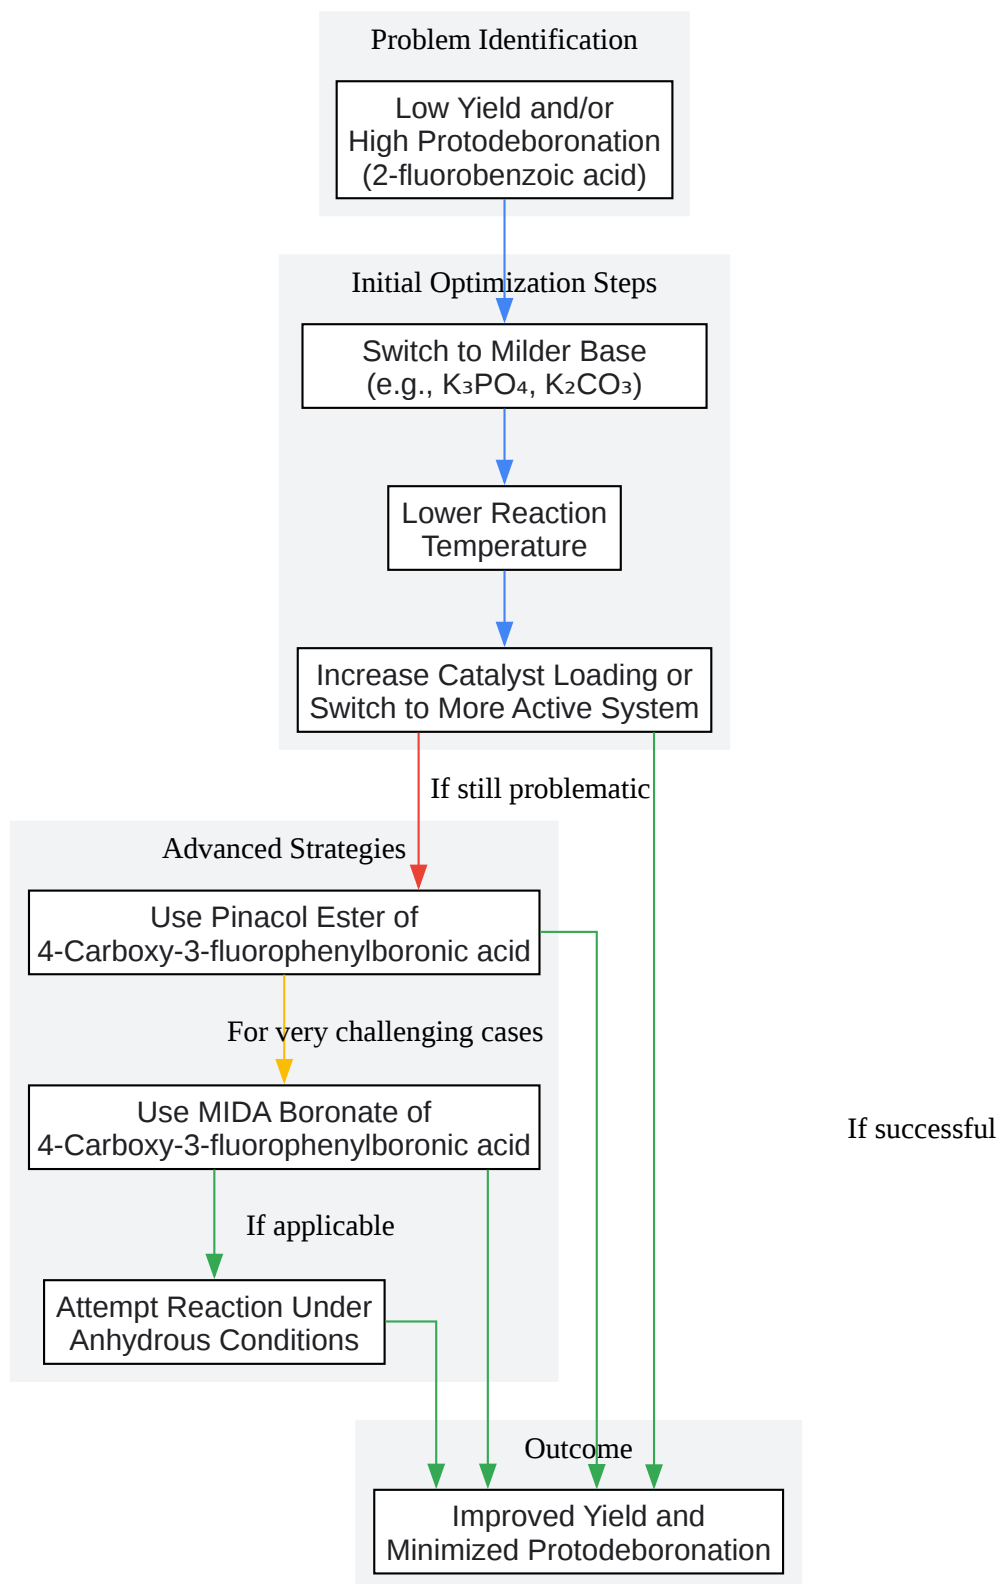 Problem Identification
Low Yield and/or
High Protodeboronation
(2-fluorobenzoic acid)
Initial Optimization Steps
Switch to Milder Base
(e.g., K₃PO₄, K₂CO₃)
Lower Reaction
Temperature
Increase Catalyst Loading or
Switch to More Active System
If still problematic
Advanced Strategies
Use Pinacol Ester of
4-Carboxy-3-fluorophenylboronic acid
For very challenging cases
Use MIDA Boronate of
4-Carboxy-3-fluorophenylboronic acid
If successful
If applicable
Attempt Reaction Under
Anhydrous Conditions
Outcome
Improved Yield and
Minimized Protodeboronation